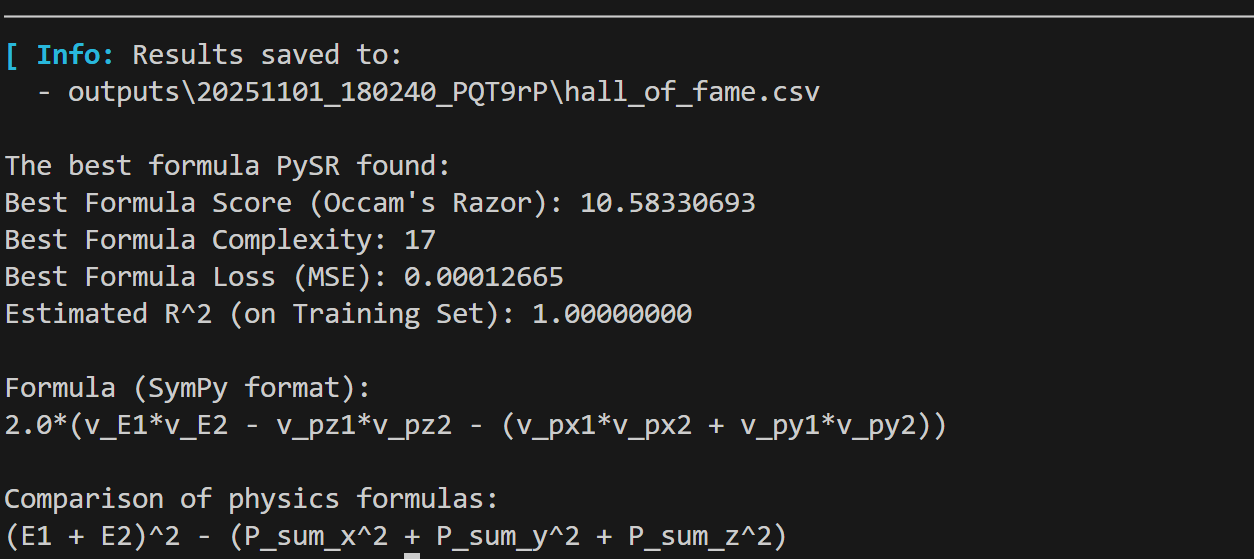 [ Info: Results saved to:
  - outputs\20251101_180240_PQT9rP\hall_of_fame.csv
The best formula PySR found:
Best Formula Score (Occam's Razor): 10.58330693
Best Formula Complexity: 17
Best Formula Loss (MSE): 0.00012665
Estimated R^2 (on Training Set): 1.00000000
Formula (SymPy format):
2.0*(v_E1*v_E2 - v_pz1*v_pz2 - (v_px1*v_px2 + v_py1*v_py2))
Comparison of physics formulas:
(E1 + E2)^2 - (P_sum_x^2 + P_sum_y^2 + P_sum_z^2)